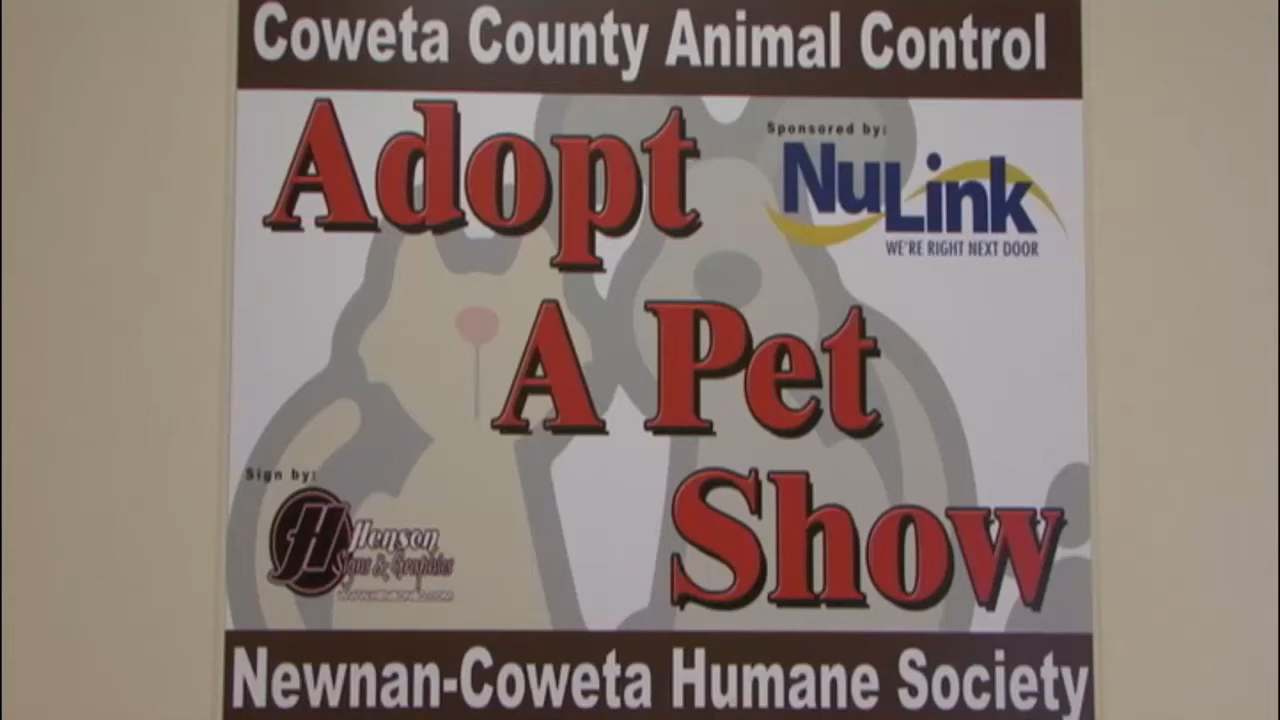 Coweta County Animal Control
Adopt
Sponsored by:
NuLink
WE'RE RIGHT NEXT DOOR
A Pet
Show
Sign by:
H Henson
Signs & Graphics
Newnan-Coweta Humane Society